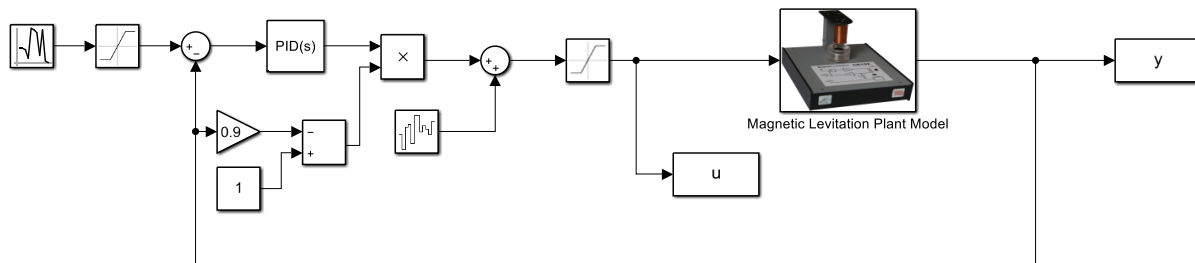 PID(s)
×
0.9
1
Magnetic Levitation Plant Model
y
u
+
−
−
+
+
+